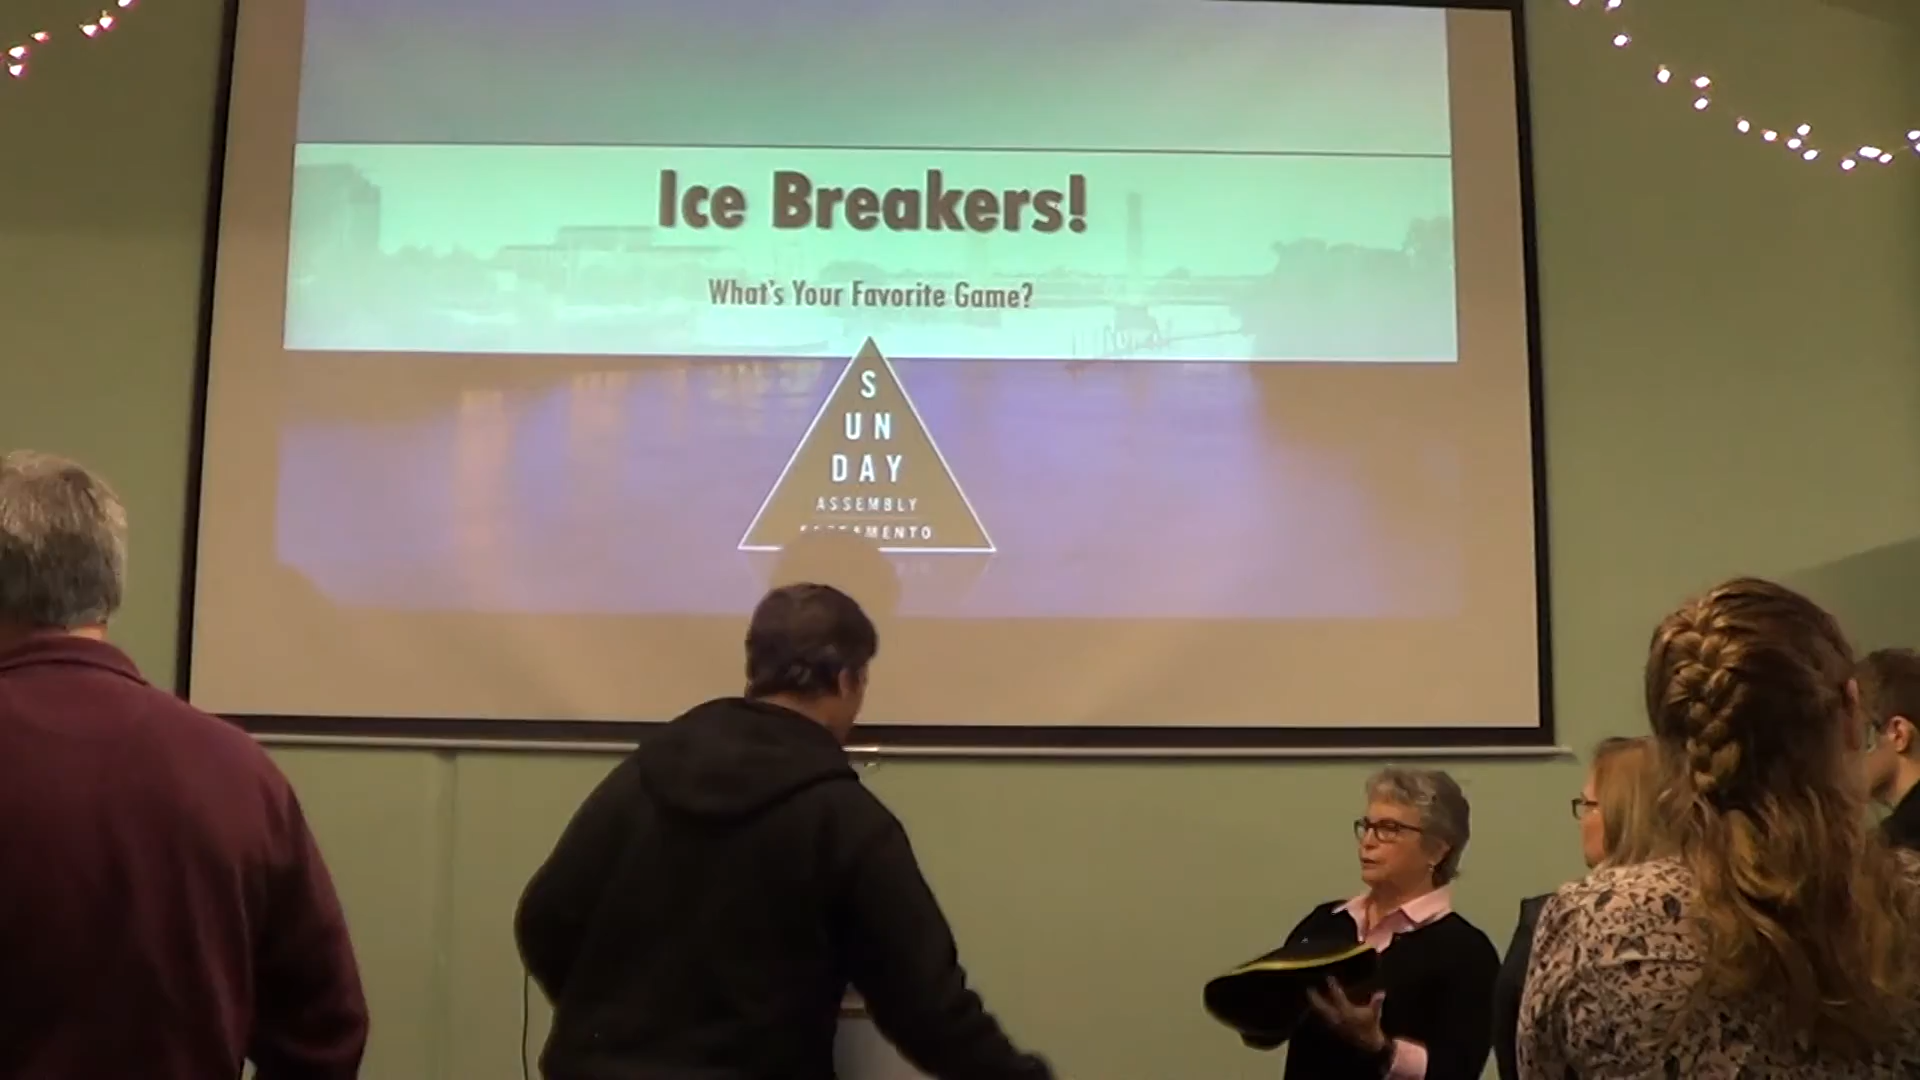 Ice Breakers!
What's Your Favorite Game?
S
UN
DAY
ASSEMBLY